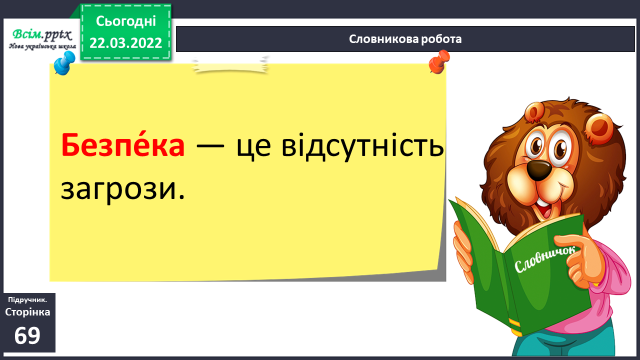 Всім.pptx
Нова українська школа
Сьогодні
22.03.2022
Словникова робота
Безпе́ка — це відсутність
загрози.
Словничок
Підручник.
Сторінка
69